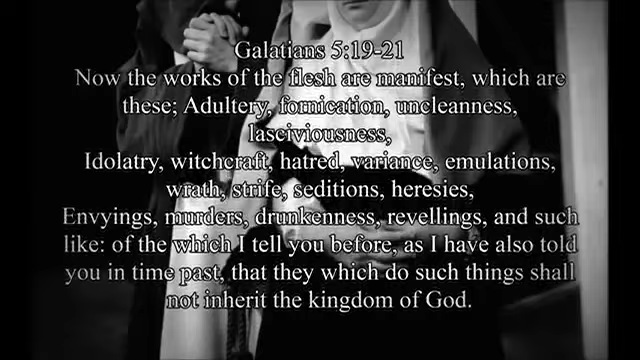 Galatians 5:19-21
Now the works of the flesh are manifest, which are
these; Adultery, fornication, uncleanness,
lasciviousness,
Idolatry, witchcraft, hatred, variance, emulations,
wrath, strife, seditions, heresies,
Envyings, murders, drunkenness, revellings, and such
like: of the which I tell you before, as I have also told
you in time past, that they which do such things shall
not inherit the kingdom of God.